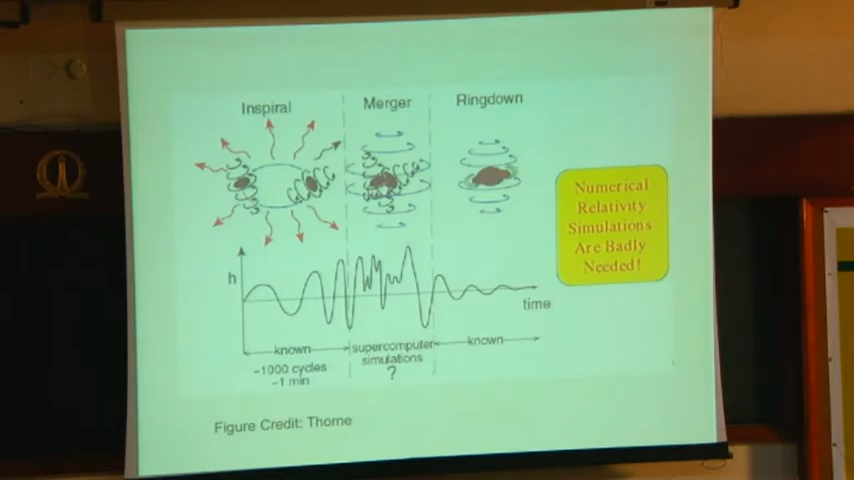 Inspiral
Merger
Ringdown
Numerical
Relativity
Simulations
Are Badly
Needed!
h
time
known
supercomputer
simulations
?
known
~1000 cycles
~1 min
Figure Credit: Thorne